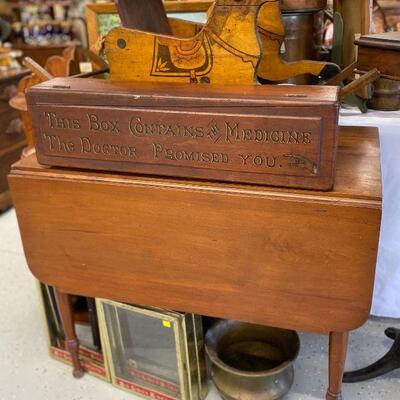 This Box Contains the Medicine
The Doctor Promised You.